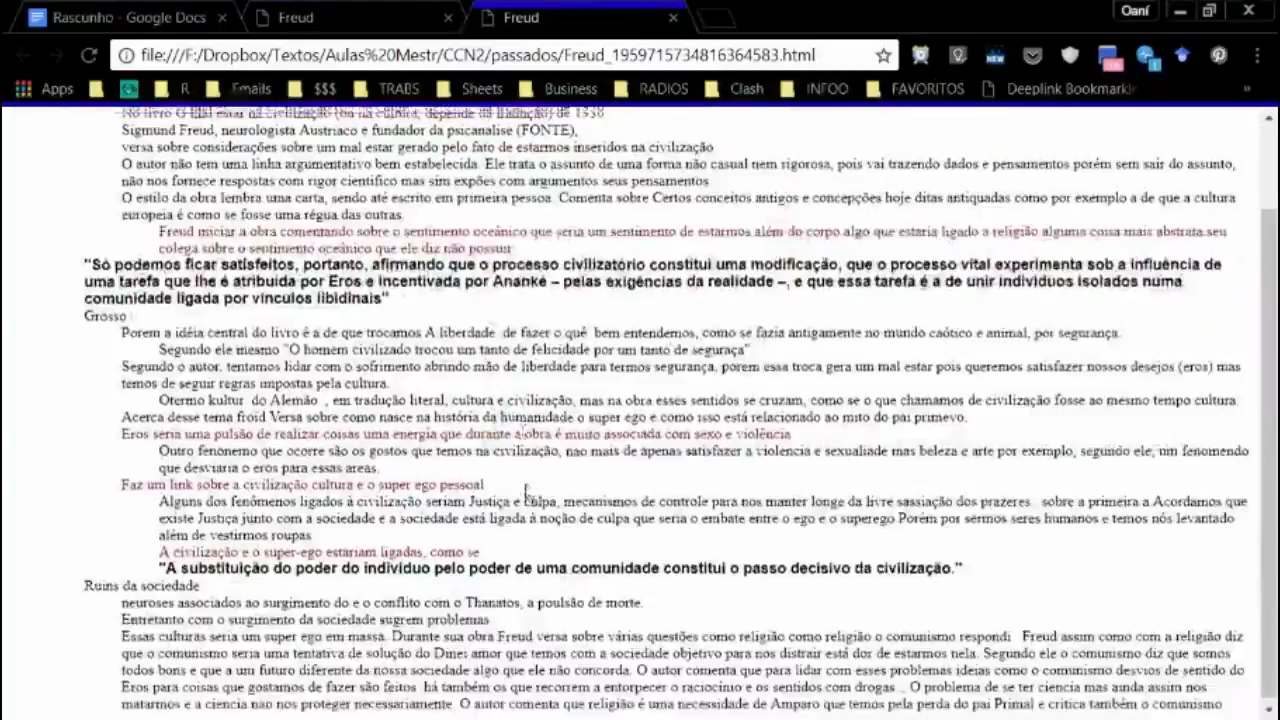 Rascunho - Google Docs
Freud
Freud
Oaní
file:///F:/Dropbox/Textos/Aulas%20Mestr/CCN2/passados/Freud_1959715734816364583.html
Apps
R
Emails
$$$
TRABS
Sheets
Business
RADIOS
Clash
INFOO
FAVORITOS
Deeplink Bookmarkl
»
No livro O mal estar na civilização (ou na cultura, depende da tradução) de 1938
Sigmund Freud, neurologista Austriaco e fundador da psicanalise (FONTE),
versa sobre considerações sobre um mal estar gerado pelo fato de estarmos inseridos na civilização
O autor não tem uma linha argumentativo bem estabelecida. Ele trata o assunto de uma forma não casual nem rigorosa, pois vai trazendo dados e pensamentos porém sem sair do assunto,
não nos fornece respostas com rigor cientifico mas sim expões com argumentos seus pensamentos
O estilo da obra lembra uma carta, sendo até escrito em primeira pessoa. Comenta sobre Certos conceitos antigos e concepções hoje ditas antiquadas como por exemplo a de que a cultura
europeia é como se fosse uma régua das outras.
Freud iniciar a obra comentando sobre o sentimento oceânico que seria um sentimento de estarmos além do corpo algo que estaria ligado a religião alguma coisa mais abstrata.seu
colega sobre o sentimento oceânico que ele diz não possuir
"Só podemos ficar satisfeitos, portanto, afirmando que o processo civilizatório constitui uma modificação, que o processo vital experimenta sob a influência de
uma tarefa que lhe é atribuída por Eros e incentivada por Ananké – pelas exigências da realidade –, e que essa tarefa é a de unir indivíduos isolados numa
comunidade ligada por vínculos libidinais"
Grosso
Porem a idéia central do livro é a de que trocamos A liberdade de fazer o quê bem entendemos, como se fazia antigamente no mundo caótico e animal, por segurança.
Segundo ele mesmo "O homem civilizado trocou um tanto de felicidade por um tanto de seguraça"
Segundo o autor, tentamos lidar com o sofrimento abrindo mão de liberdade para termos segurança, porem essa troca gera um mal estar pois queremos satisfazer nossos desejos (eros) mas
temos de seguir regras impostas pela cultura.
Otermo kultur do Alemão , em tradução literal, cultura e civilização, mas na obra esses sentidos se cruzam, como se o que chamamos de civilização fosse ao mesmo tempo cultura.
Acerca desse tema froid Versa sobre como nasce na história da humanidade o super ego e como isso está relacionado ao mito do pai primevo.
Eros seria uma pulsão de realizar coisas uma energia que durante a obra é muito associada com sexo e violência
Outro fenomeno que ocorre são os gostos que temos na civilização, nao mais de apenas satisfazer a violencia e sexualiade mas beleza e arte por exemplo, segundo ele, um fenomendo
que desviaria o eros para essas areas.
Faz um link sobre a civilização cultura e o super ego pessoal
Alguns dos fenômenos ligados à civilização seriam Justiça e culpa, mecanismos de controle para nos manter longe da livre sassiação dos prazeres sobre a primeira a Acordamos que
existe Justiça junto com a sociedade e a sociedade está ligada à noção de culpa que seria o embate entre o ego e o superego Porém por sermos seres humanos e temos nós levantado
além de vestirmos roupas
A civilização e o super-ego estariam ligadas, como se
"A substituição do poder do indivíduo pelo poder de uma comunidade constitui o passo decisivo da civilização."
Ruins da sociedade
neuroses associados ao surgimento do e o conflito com o Thanatos, a poulsão de morte.
Entretanto com o surgimento da sociedade sugrem problemas
Essas culturas seria um super ego em massa. Durante sua obra Freud versa sobre várias questões como religião como religião o comunismo respondi Freud assim como com a religião diz
que o comunismo seria uma tentativa de solução do Dime amor que temos com a sociedade objetivo para nos distrair está dor de estarmos nela. Segundo ele o comunismo diz que somos
todos bons e que a um futuro diferente da nossa sociedade algo que ele não concorda. O autor comenta que para lidar com esses problemas ideias como o comunismo desvios de sentido do
Eros para coisas que gostamos de fazer são feitos há também os que recorrem a entorpecer o raciocinio e os sentidos com drogas . O problema de se ter ciencia mas ainda assim nos
matarmos e a ciencia nao nos proteger necessariamente. O autor comenta que religião é uma necessidade de Amparo que temos pela perda do pai Primal e critica também o comunismo